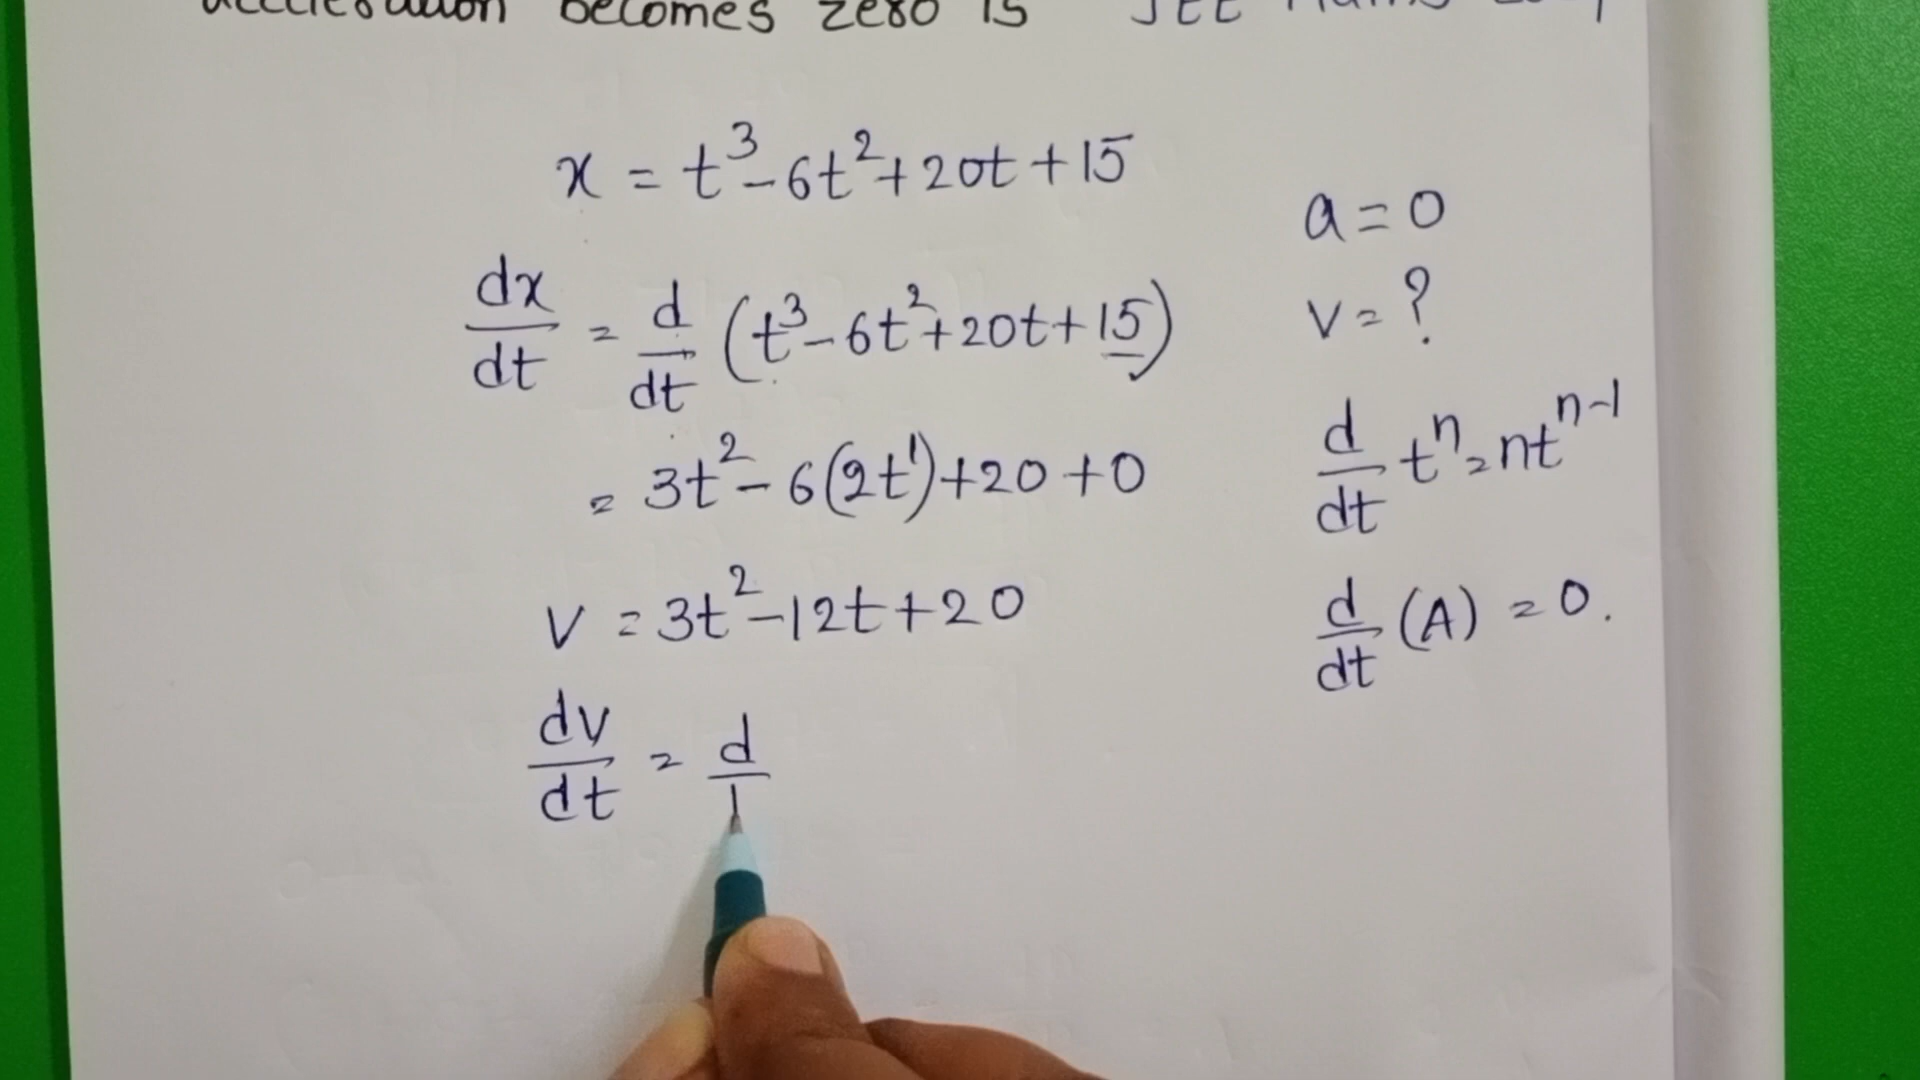 becomes zero is JEE
x = t³ - 6t² + 20t + 15
dx/dt = d/dt (t³ - 6t² + 20t + 15)
= 3t² - 6(2t¹) + 20 + 0
v = 3t² - 12t + 20
dv/dt = d
a = 0
v = ?
d/dt tⁿ = ntⁿ⁻¹
d/dt (A) = 0.